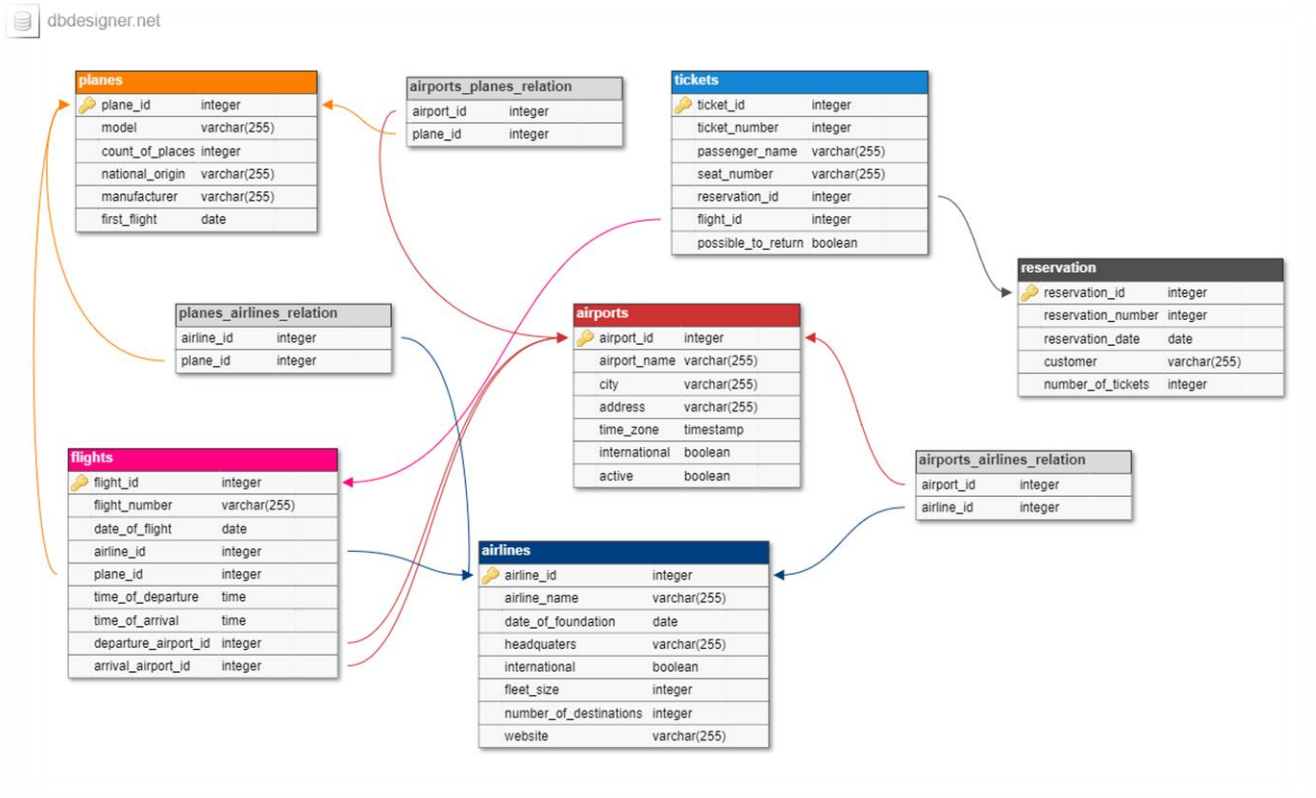 dbdesigner.net
planes
plane_id integer
model varchar(255)
count_of_places integer
national_origin varchar(255)
manufacturer varchar(255)
first_flight date
airports_planes_relation
airport_id integer
plane_id integer
tickets
ticket_id integer
ticket_number integer
passenger_name varchar(255)
seat_number varchar(255)
reservation_id integer
flight_id integer
possible_to_return boolean
reservation
reservation_id integer
reservation_number integer
reservation_date date
customer varchar(255)
number_of_tickets integer
planes_airlines_relation
airline_id integer
plane_id integer
airports
airport_id integer
airport_name varchar(255)
city varchar(255)
address varchar(255)
time_zone timestamp
international boolean
active boolean
flights
flight_id integer
flight_number varchar(255)
date_of_flight date
airline_id integer
plane_id integer
time_of_departure time
time_of_arrival time
departure_airport_id integer
arrival_airport_id integer
airports_airlines_relation
airport_id integer
airline_id integer
airlines
airline_id integer
airline_name varchar(255)
date_of_foundation date
headquaters varchar(255)
international boolean
fleet_size integer
number_of_destinations integer
website varchar(255)